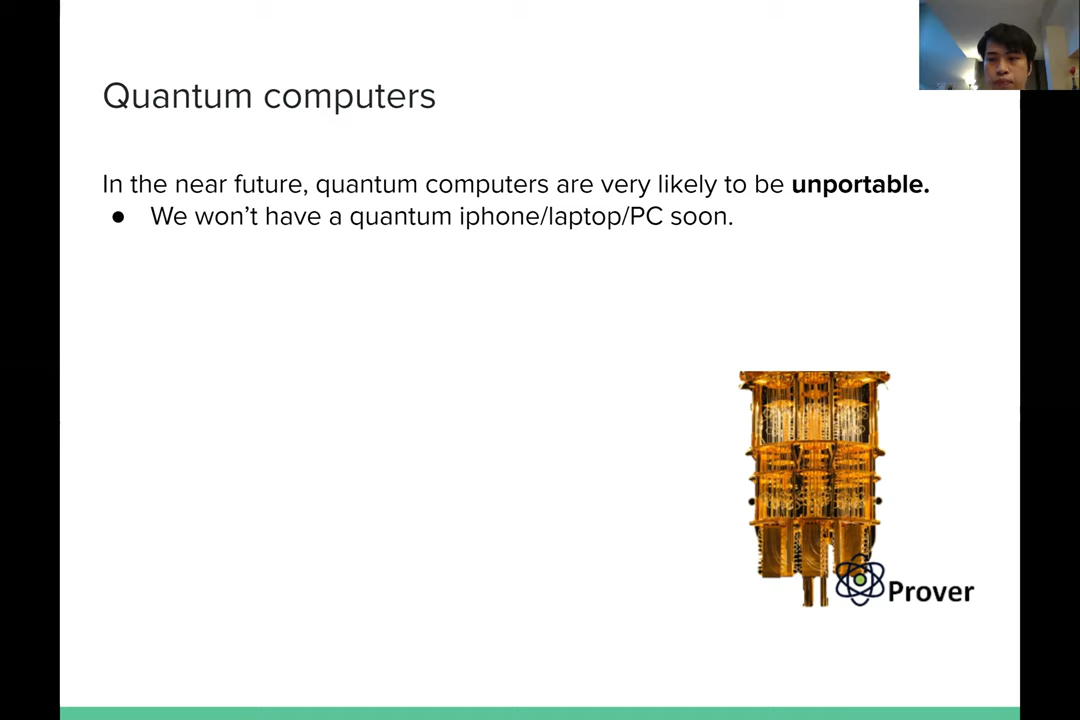 Quantum computers
In the near future, quantum computers are very likely to be unportable.
● We won’t have a quantum iphone/laptop/PC soon.
Prover